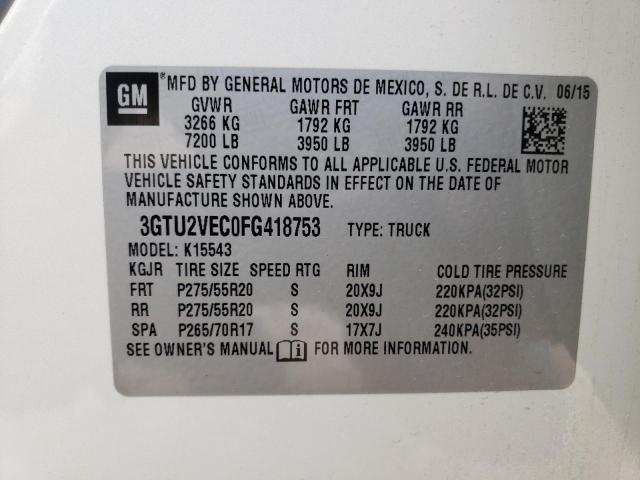 GM ® MFD BY GENERAL MOTORS DE MEXICO, S. DE R.L. DE C.V. 06/15
GVWR GAWR FRT GAWR RR
3266 KG 1792 KG 1792 KG
7200 LB 3950 LB 3950 LB
THIS VEHICLE CONFORMS TO ALL APPLICABLE U.S. FEDERAL MOTOR
VEHICLE SAFETY STANDARDS IN EFFECT ON THE DATE OF
MANUFACTURE SHOWN ABOVE.
3GTU2VEC0FG418753 TYPE: TRUCK
MODEL: K15543
KGJR TIRE SIZE SPEED RTG RIM COLD TIRE PRESSURE
FRT P275/55R20 S 20X9J 220KPA(32PSI)
RR P275/55R20 S 20X9J 220KPA(32PSI)
SPA P265/70R17 S 17X7J 240KPA(35PSI)
SEE OWNER'S MANUAL i FOR MORE INFORMATION.